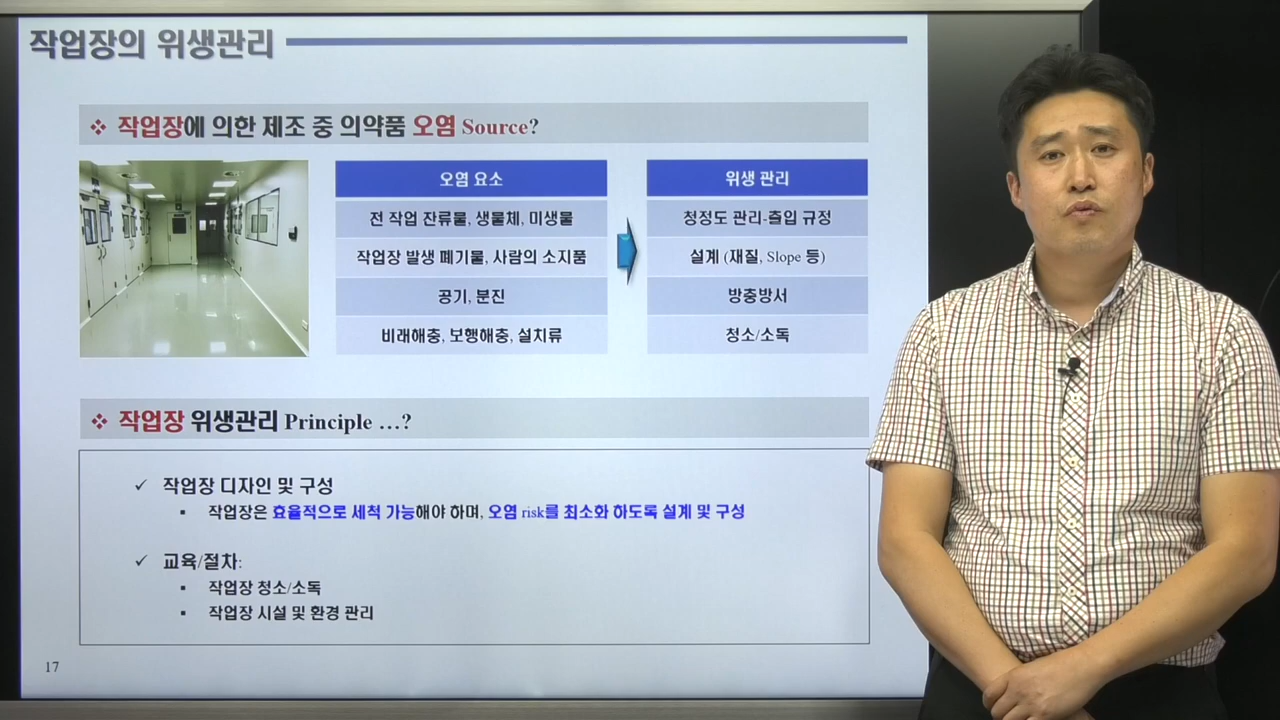 작업장의 위생관리
❖ 작업장에 의한 제조 중 의약품 오염 Source?
오염 요소
전 작업 잔류물, 생물체, 미생물
작업장 발생 폐기물, 사람의 소지품
공기, 분진
비래해충, 보행해충, 설치류
위생 관리
청정도 관리-출입 규정
설계 (재질, Slope 등)
방충방서
청소/소독
❖ 작업장 위생관리 Principle …?
✓ 작업장 디자인 및 구성
▪ 작업장은 효율적으로 세척 가능해야 하며, 오염 risk를 최소화 하도록 설계 및 구성
✓ 교육/절차:
▪ 작업장 청소/소독
▪ 작업장 시설 및 환경 관리
17